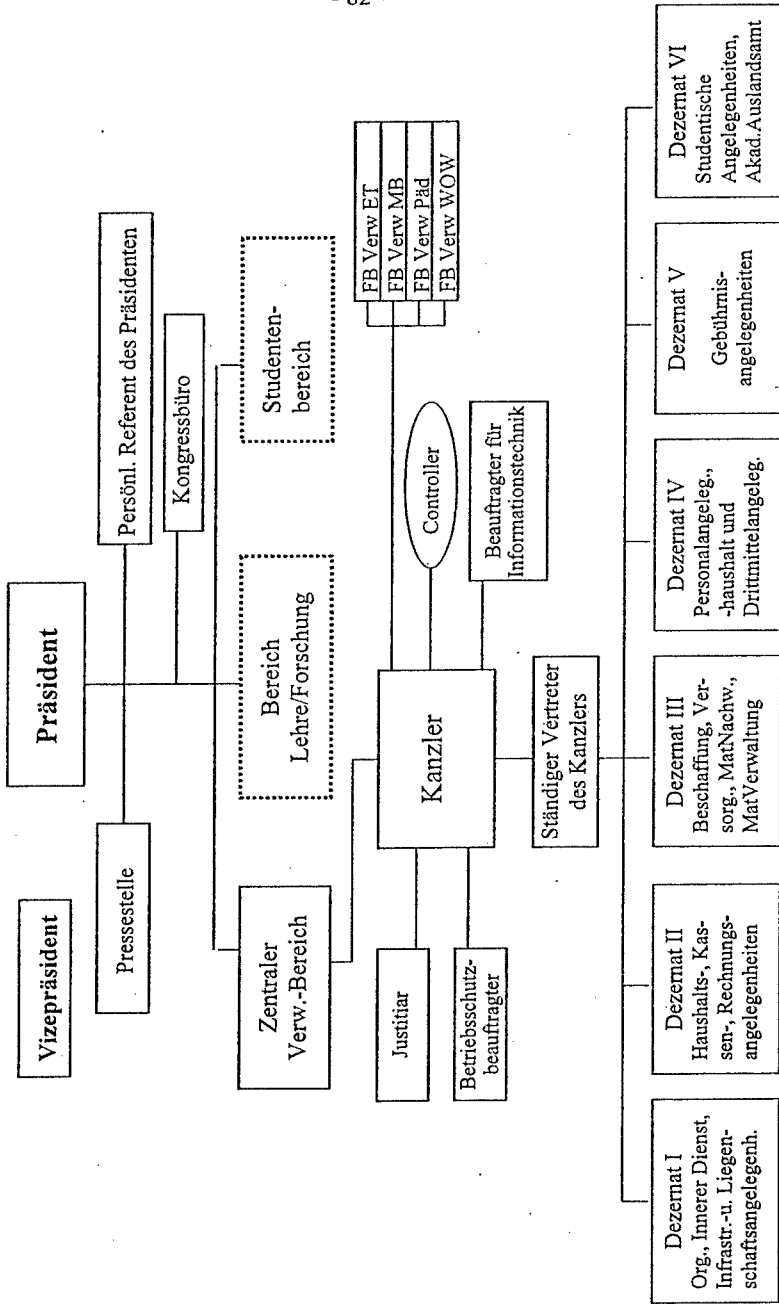 - 82 -
Präsident
Vizepräsident
Pressestelle
Persönl. Referent des Präsidenten
Kongressbüro
Zentraler
Verw.-Bereich
Bereich
Lehre/Forschung
Studenten-
bereich
Justitiar
Betriebsschutz-
beauftragter
Kanzler
Controller
Beauftragter für
Informationstechnik
FB Verw ET
FB Verw MB
FB Verw Päd
FB Verw WOW
Ständiger Vertreter
des Kanzlers
Dezernat I
Org., Innerer Dienst,
Infrastr.-u. Liegen-
schaftsangelegenh.
Dezernat II
Haushalts-, Kas-
sen-, Rechnungs-
angelegenheiten
Dezernat III
Beschaffung, Ver-
sorg., MatNachw.,
MatVerwaltung
Dezernat IV
Personalangeleg.,
-haushalt und
Drittmittelangeleg.
Dezernat V
Gebührnis-
angelegenheiten
Dezernat VI
Studentische
Angelegenheiten,
Akad.Auslandsamt